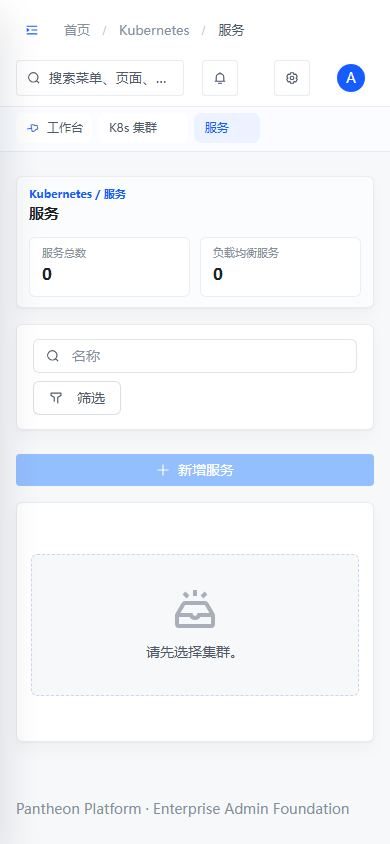 首页 / Kubernetes / 服务
搜索菜单、页面、... A
工作台 K8s 集群 服务
Kubernetes / 服务
服务
服务总数 负载均衡服务
0 0
名称
筛选
新增服务
请先选择集群。
Pantheon Platform · Enterprise Admin Foundation